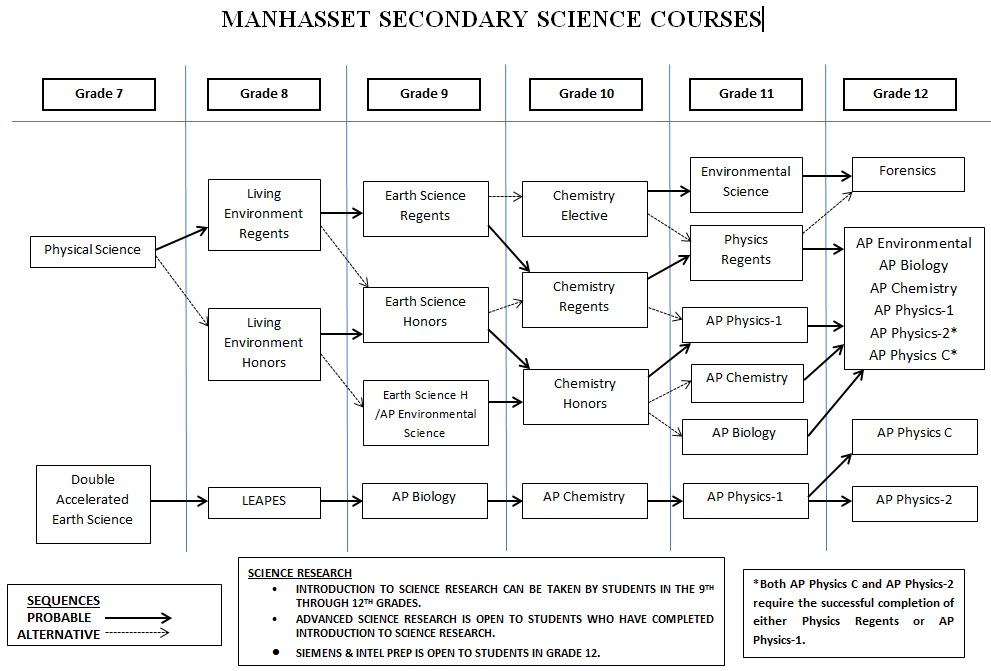 MANHASSET SECONDARY SCIENCE COURSES
Grade 7
Grade 8
Grade 9
Grade 10
Grade 11
Grade 12
Physical Science
Double
Accelerated
Earth Science
Living
Environment
Regents
Living
Environment
Honors
LEAPES
Earth Science
Regents
Earth Science
Honors
Earth Science H
/AP Environmental
Science
AP Biology
Chemistry
Elective
Chemistry
Regents
Chemistry
Honors
AP Chemistry
Environmental
Science
Physics
Regents
AP Physics-1
AP Chemistry
AP Biology
AP Physics-1
Forensics
AP Environmental
AP Biology
AP Chemistry
AP Physics-1
AP Physics-2*
AP Physics C*
AP Physics C
AP Physics-2
SEQUENCES
PROBABLE
ALTERNATIVE
SCIENCE RESEARCH
• INTRODUCTION TO SCIENCE RESEARCH CAN BE TAKEN BY STUDENTS IN THE 9TH
THROUGH 12TH GRADES.
• ADVANCED SCIENCE RESEARCH IS OPEN TO STUDENTS WHO HAVE COMPLETED
INTRODUCTION TO SCIENCE RESEARCH.
• SIEMENS & INTEL PREP IS OPEN TO STUDENTS IN GRADE 12.
*Both AP Physics C and AP Physics-2
require the successful completion of
either Physics Regents or AP
Physics-1.